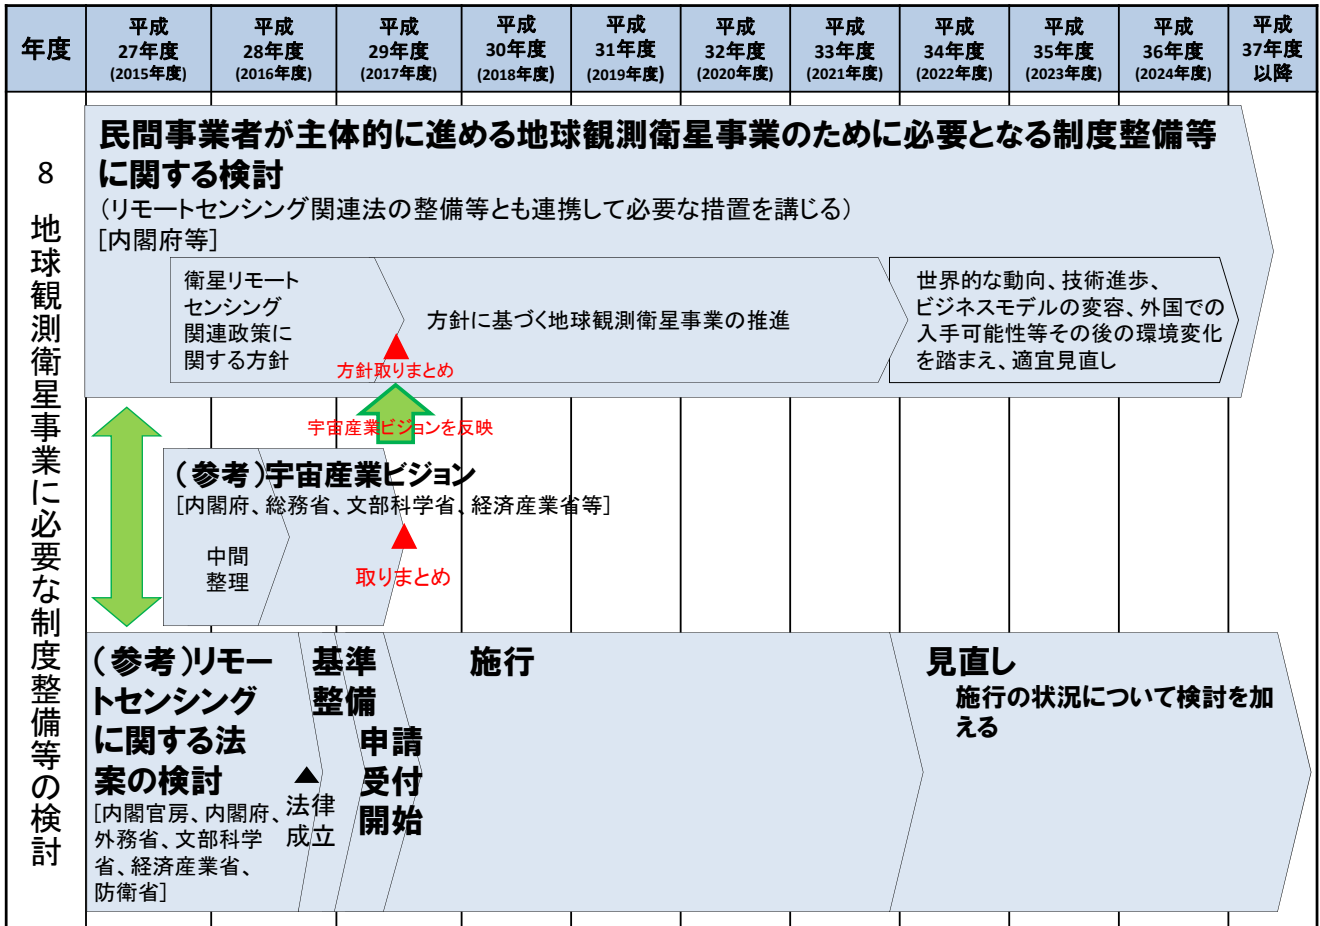 年度
平成
27年度
(2015年度)
平成
28年度
(2016年度)
平成
29年度
(2017年度)
平成
30年度
(2018年度)
平成
31年度
(2019年度)
平成
32年度
(2020年度)
平成
33年度
(2021年度)
平成
34年度
(2022年度)
平成
35年度
(2023年度)
平成
36年度
(2024年度)
平成
37年度
以降
8 地球観測衛星事業に必要な制度整備等の検討
民間事業者が主体的に進める地球観測衛星事業のために必要となる制度整備等
に関する検討
（リモートセンシング関連法の整備等とも連携して必要な措置を講じる）
[内閣府等]
衛星リモート
センシング
関連政策に
関する方針
方針取りまとめ
方針に基づく地球観測衛星事業の推進
世界的な動向、技術進歩、
ビジネスモデルの変容、外国での
入手可能性等その後の環境変化
を踏まえ、適宜見直し
宇宙産業ビジョンを反映
（参考）宇宙産業ビジョン
[内閣府、総務省、文部科学省、経済産業省等]
中間
整理
取りまとめ
（参考）リモー
トセンシング
に関する法
案の検討
[内閣官房、内閣府、
外務省、文部科学
省、経済産業省、
防衛省]
法律
成立
基準
整備
申請
受付
開始
施行
見直し
施行の状況について検討を加
える